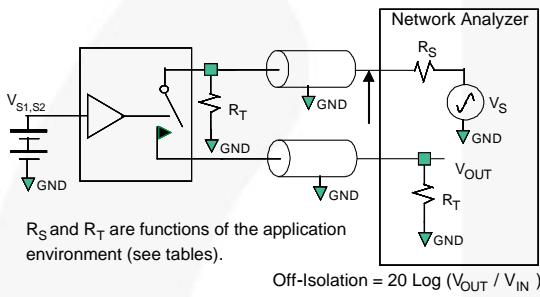 Network Analyzer
R_S
V_S1,S2
R_T
GND
V_S
GND
GND
GND
GND
V_OUT
GND
R_T
GND
R_S and R_T are functions of the application
environment (see tables).
Off-Isolation = 20 Log (V_OUT / V_IN )